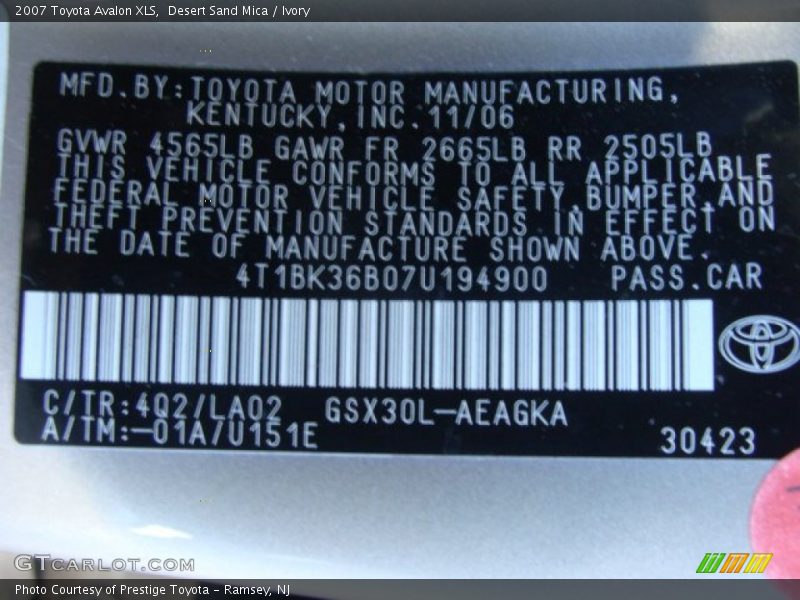 2007 Toyota Avalon XLS,  Desert Sand Mica / Ivory
MFD.BY:TOYOTA MOTOR MANUFACTURING,
KENTUCKY,INC.11/06
GVWR 4565LB GAWR FR 2665LB RR 2505LB
THIS VEHICLE CONFORMS TO ALL APPLICABLE
FEDERAL MOTOR VEHICLE SAFETY,BUMPER,AND
THEFT PREVENTION STANDARDS IN EFFECT ON
THE DATE OF MANUFACTURE SHOWN ABOVE.
4T1BK36B07U194900 PASS.CAR
C/TR:4Q2/LA02 GSX30L-AEAGKA
A/TM:-01A/U151E
30423
GTCARLOT.COM
Photo Courtesy of Prestige Toyota - Ramsey, NJ